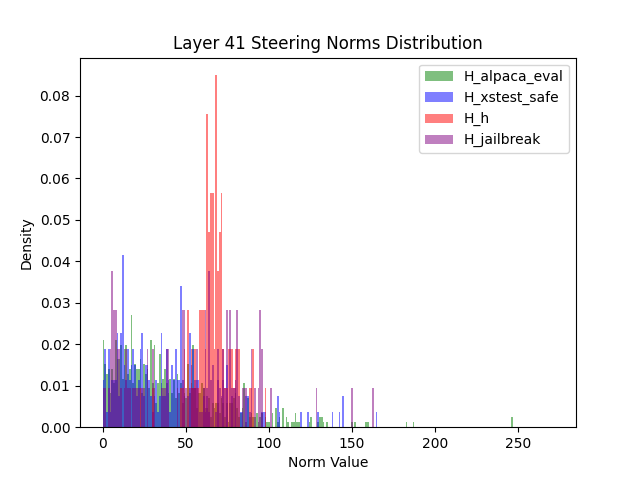 Layer 41 Steering Norms Distribution
H_alpaca_eval
H_xstest_safe
H_h
H_jailbreak
Density
0.08
0.07
0.06
0.05
0.04
0.03
0.02
0.01
0.00
0 50 100 150 200 250
Norm Value